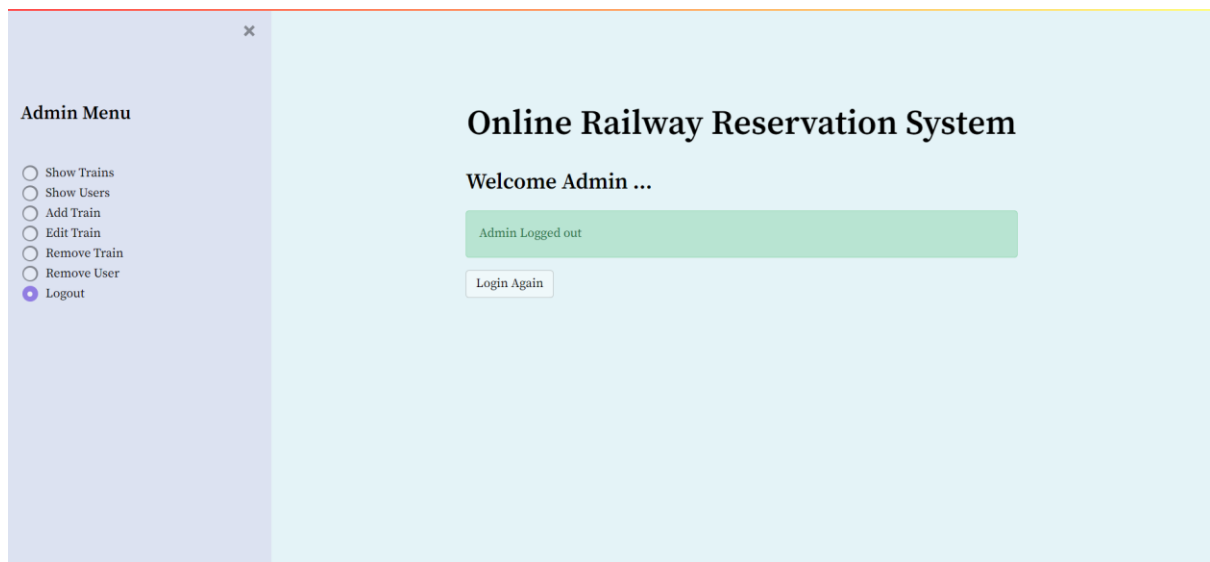 Admin Menu
Show Trains
Show Users
Add Train
Edit Train
Remove Train
Remove User
Logout
Online Railway Reservation System
Welcome Admin ...
Admin Logged out
Login Again